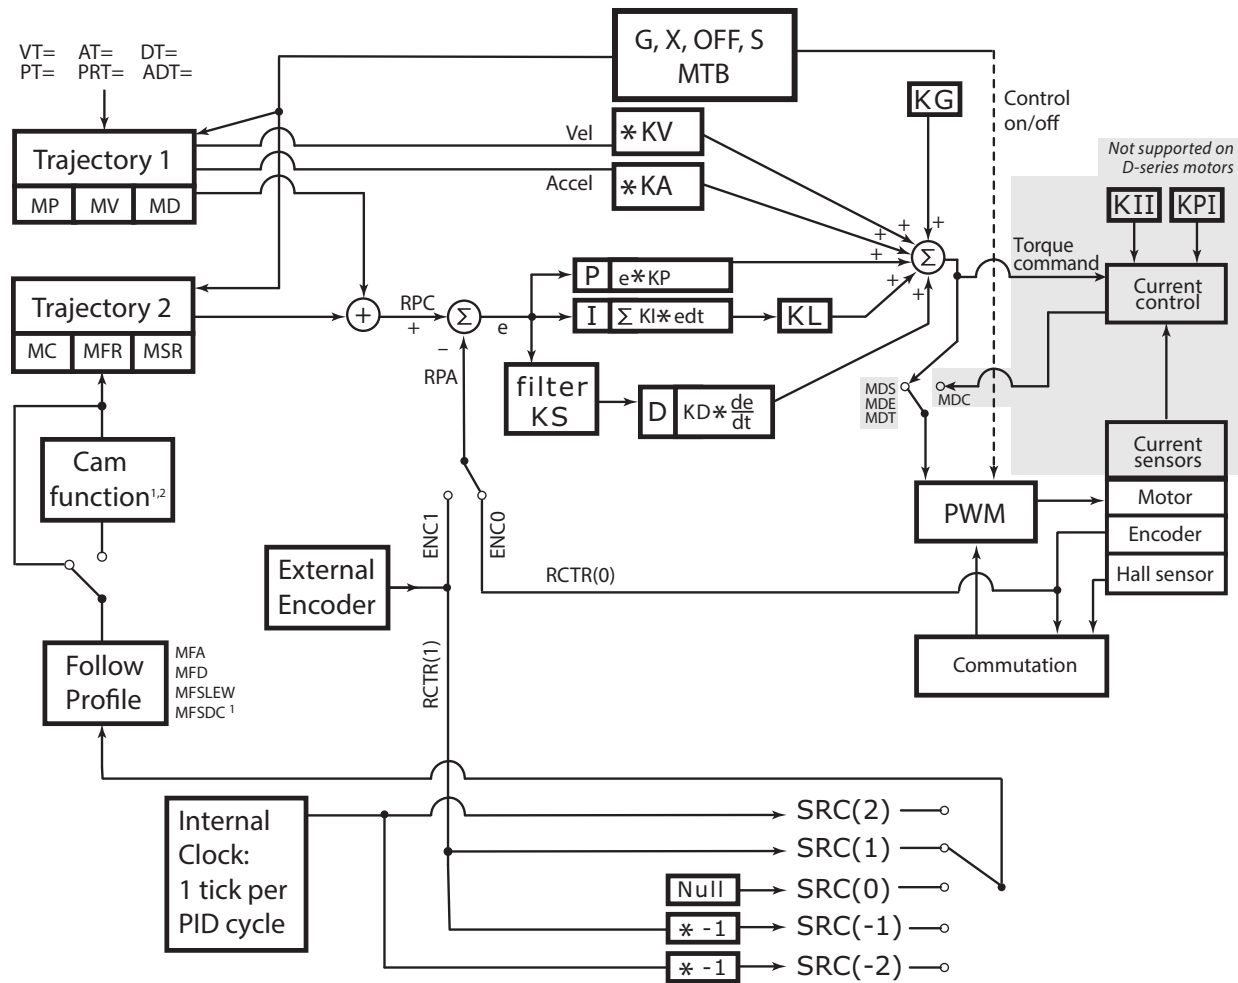 VT= AT= DT=
PT= PRT= ADT=
G, X, OFF, S
MTB
KG
Control
on/off
Not supported on
D-series motors
Trajectory 1
MP MV MD
Vel
* KV
Accel
* KA
KII KPI
Σ
+
+
+
+
+
+
Torque
command
Current
control
Trajectory 2
MC MFR MSR
+
RPC
+
Σ
−
RPA
e
P e*KP
I Σ KI*edt
KL
filter
KS
D KD* de
dt
MDS
MDE
MDT
MDC
Current
sensors
Motor
Encoder
Hall sensor
PWM
Commutation
Cam
function1,2
ENC1
ENC0
External
Encoder
RCTR(0)
RCTR(1)
Follow
Profile
MFA
MFD
MFSLEW
MFSDC 1
Internal
Clock:
1 tick per
PID cycle
SRC(2)
SRC(1)
Null SRC(0)
* -1 SRC(-1)
* -1 SRC(-2)